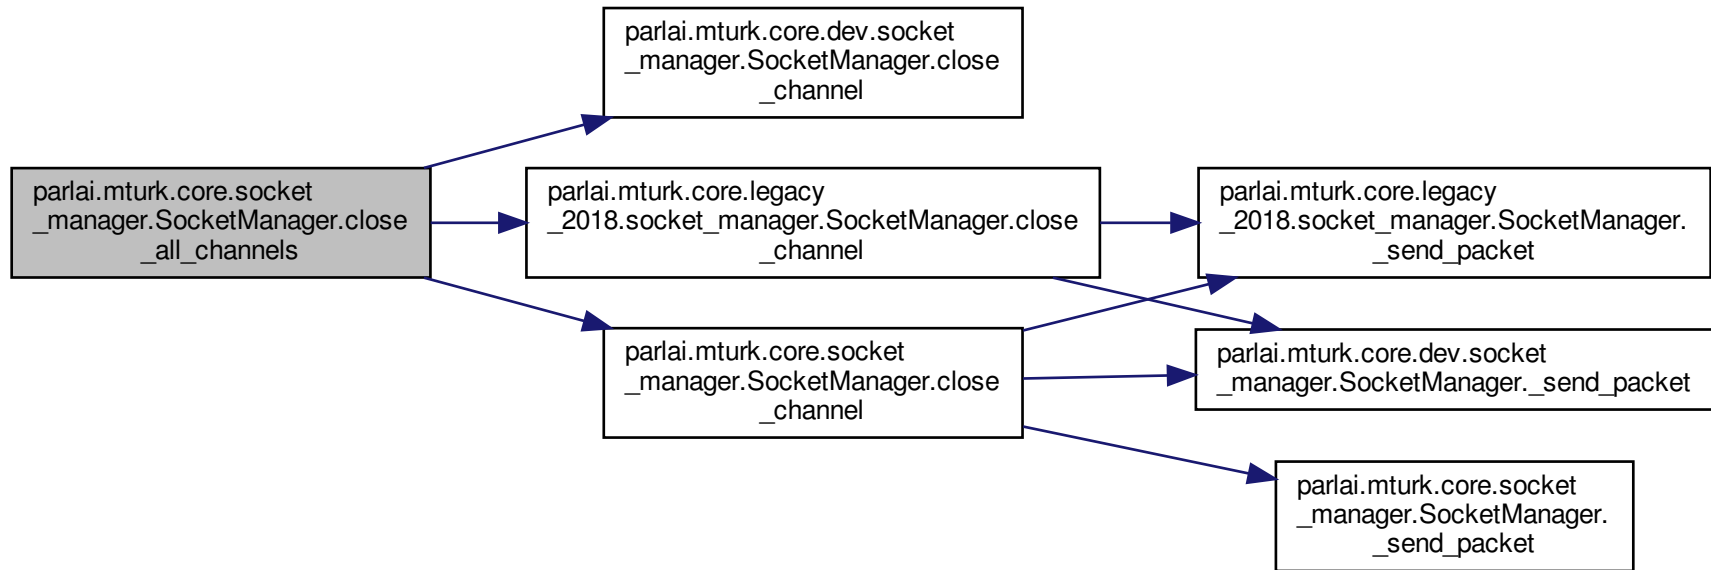 parlai.mturk.core.dev.socket
_manager.SocketManager.close
_channel
parlai.mturk.core.socket
_manager.SocketManager.close
_all_channels
parlai.mturk.core.legacy
_2018.socket_manager.SocketManager.close
_channel
parlai.mturk.core.legacy
_2018.socket_manager.SocketManager.
_send_packet
parlai.mturk.core.socket
_manager.SocketManager.close
_channel
parlai.mturk.core.dev.socket
_manager.SocketManager._send_packet
parlai.mturk.core.socket
_manager.SocketManager.
_send_packet